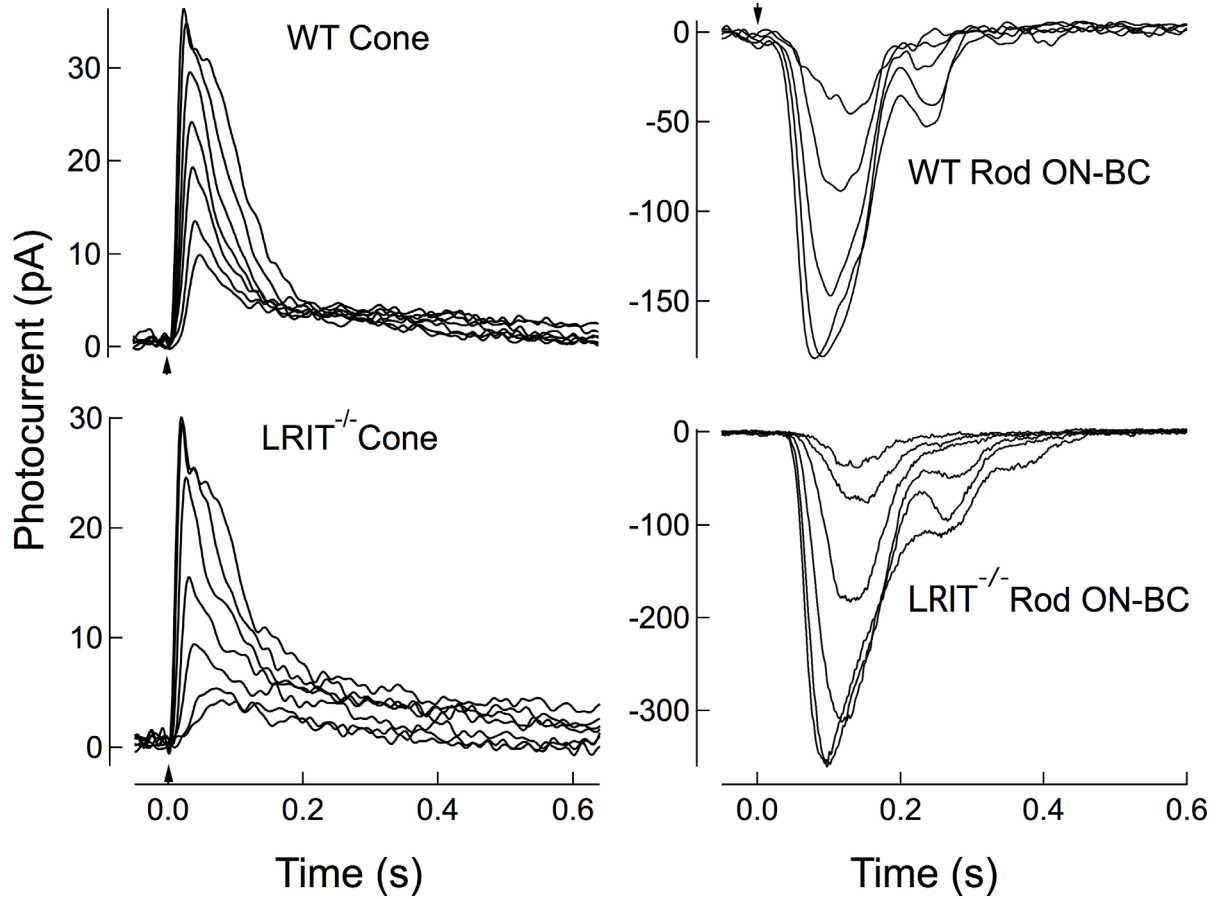 Photocurrent (pA)
WT Cone
30
20
10
0
WT Rod ON-BC
0
-50
-100
-150
LRIT-/- Cone
30
20
10
0
0.0 0.2 0.4 0.6
Time (s)
LRIT-/- Rod ON-BC
0
-100
-200
-300
0.0 0.2 0.4 0.6
Time (s)